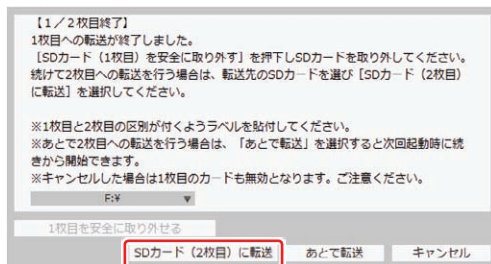 【1/2枚目終了】
1枚目への転送が終了しました。
［SDカード（1枚目）を安全に取り外す］を押下しSDカードを取り外してください。
続けて2枚目への転送を行う場合は、転送先のSDカードを選び［SDカード（2枚目）
に転送］を選択してください。
※1枚目と2枚目の区別が付くようラベルを貼付してください。
※あとで2枚目への転送を行う場合は、「あとで転送」を選択すると次回起動時に続
きから開始できます。
※キャンセルした場合は1枚目のカードも無効となります。ご注意ください。
F:¥ ▼
1枚目を安全に取り外せる
SDカード（2枚目）に転送 あとで転送 キャンセル